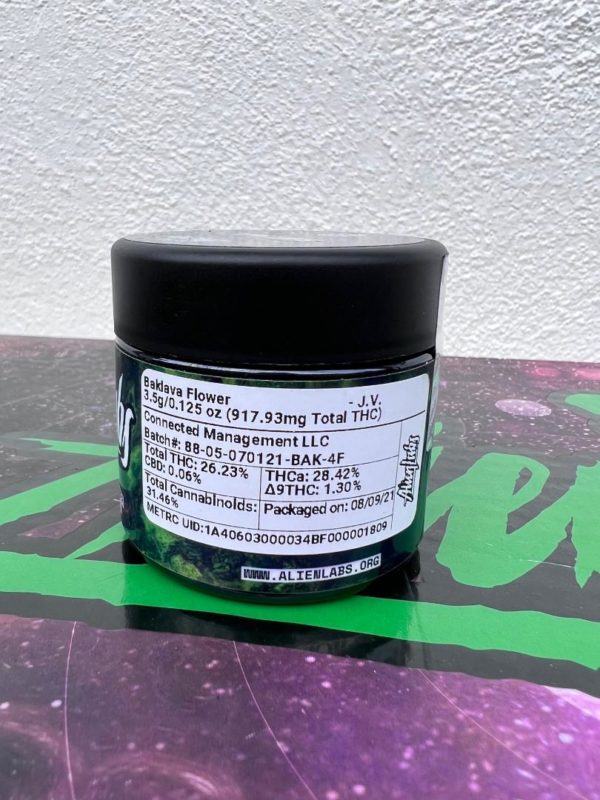 Baklava Flower - J.V.
3.5g/0.125 oz (917.93mg Total THC)
Connected Management LLC
Batch#: 88-05-070121-BAK-4F
Total THC: 26.23%
CBD: 0.06%
THCa: 28.42%
Δ9THC: 1.30%
Total Cannabinoids:
31.46%
Packaged on: 08/09/21
METRC UID:1A40603000034BF000001809
Alien Labs
WWW.ALIENLABS.ORG